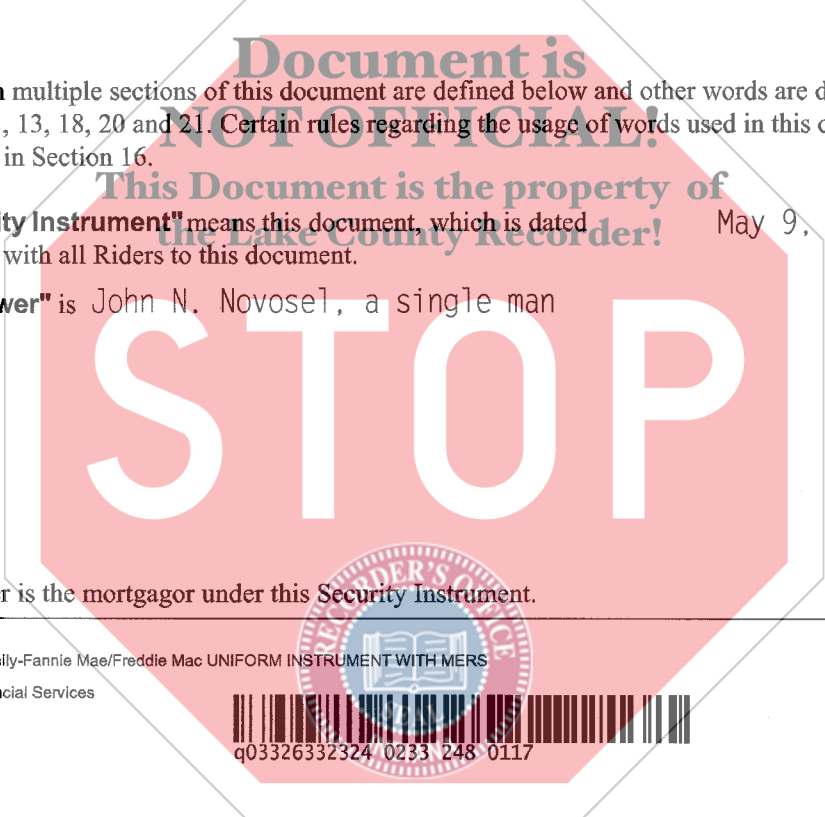 Document is
n multiple sections of this document are defined below and other words are d
, 13, 18, 20 and 21. Certain rules regarding the usage of words used in this
NOT OFFICIAL!
in Section 16.
This Document is the property of
ity Instrument" means this document, which is dated May 9,
the Lake County Recorder!
with all Riders to this document.
wer" is John N. Novosel, a single man
STOP
r is the mortgagor under this Security Instrument.
RECORDER'S OFFICE
SEAL
ily-Fannie Mae/Freddie Mac UNIFORM INSTRUMENT WITH MERS
cial Services
q03326332324 0233 248 0117